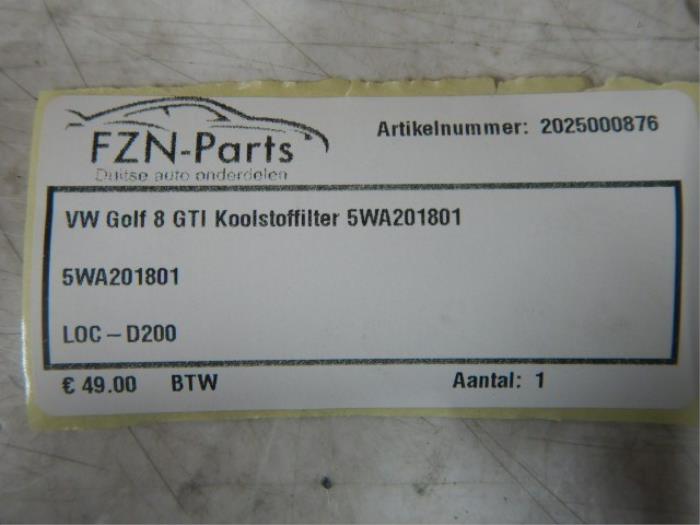 FZN-Parts
Duitse auto onderdelen
Artikelnummer: 2025000876
VW Golf 8 GTI Koolstoffilter 5WA201801
5WA201801
LOC – D200
€ 49.00 BTW Aantal: 1